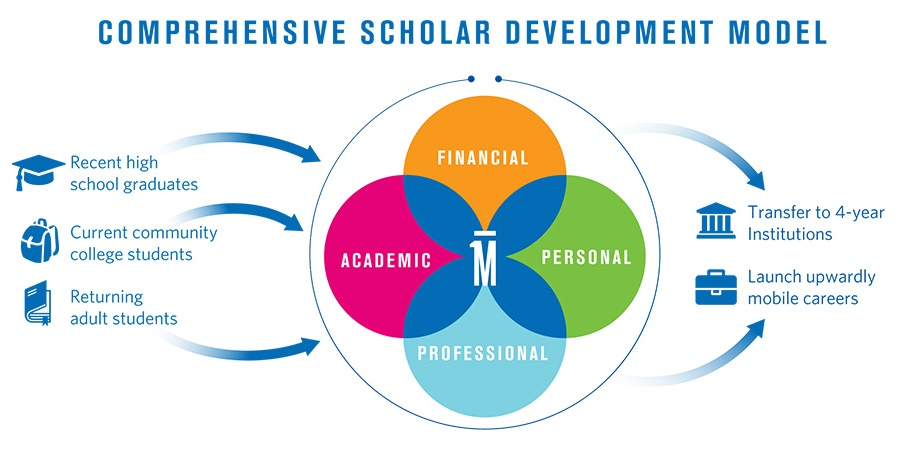 COMPREHENSIVE SCHOLAR DEVELOPMENT MODEL
Recent high
school graduates
Current community
college students
Returning
adult students
FINANCIAL
ACADEMIC
1M
PERSONAL
PROFESSIONAL
Transfer to 4-year
Institutions
Launch upwardly
mobile careers